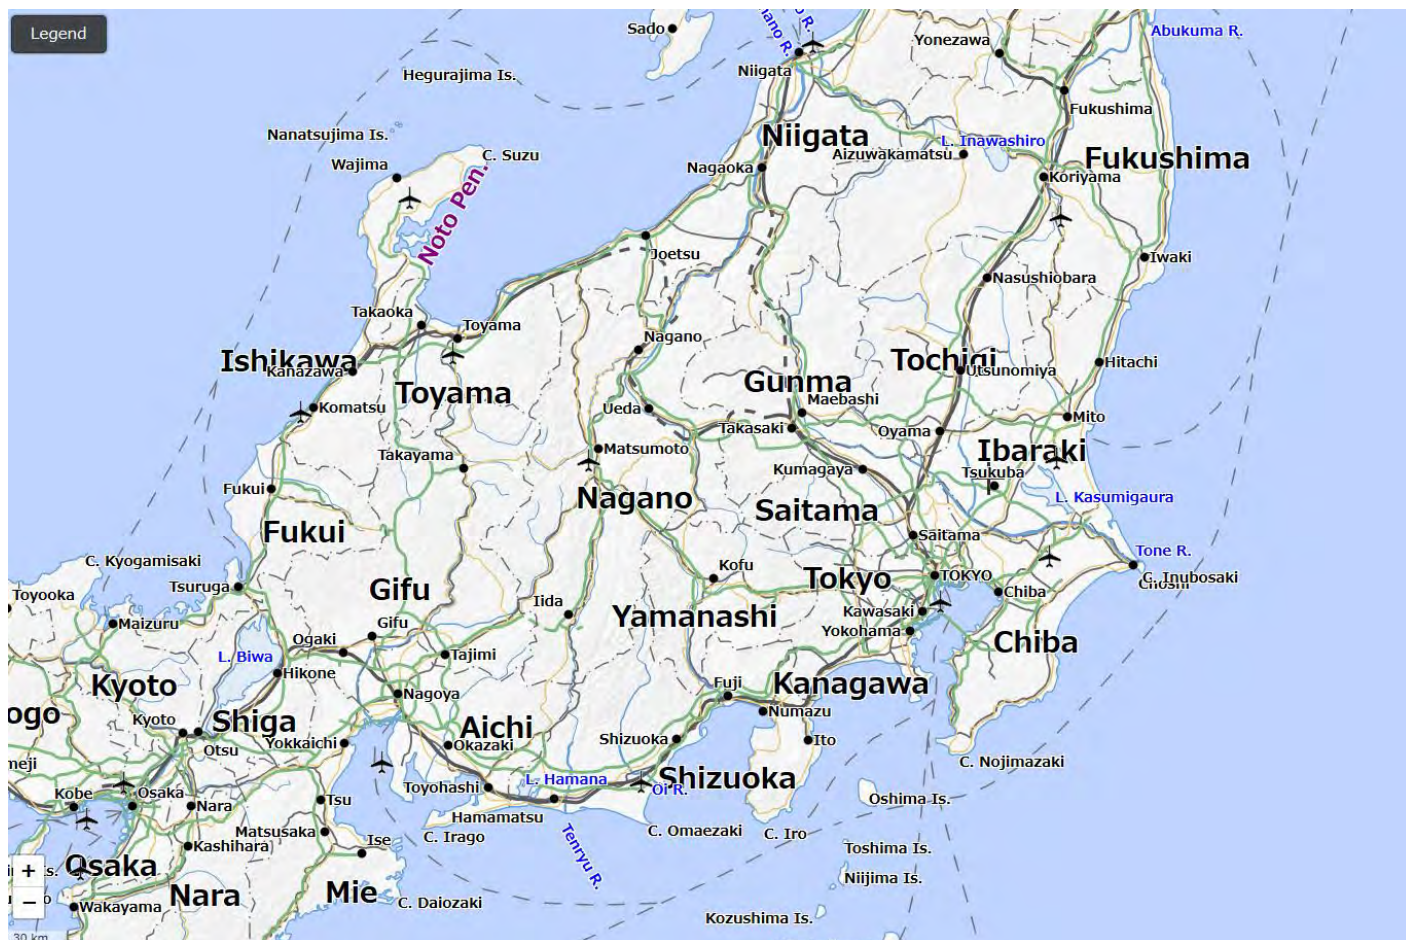 Legend
Sado
Abukuma R.
Yonezawa
Niigata
Hegurajima Is.
Fukushima
Nanatsujima Is.
Niigata
L. Inawashiro
Wajima
C. Suzu
Aizuwakamatsu
Fukushima
Nagaoka
Koriyama
Noto Pen.
Joetsu
Iwaki
Nasushiobara
Takaoka
Toyama
Nagano
Ishikawa
Kanazawa
Tochigi
Utsunomiya
Hitachi
Toyama
Gunma
Maebashi
Komatsu
Ueda
Takasaki
Oyama
Mito
Matsumoto
Ibaraki
Takayama
Kumagaya
Tsukuba
Fukui
Nagano
L. Kasumigaura
Saitama
Fukui
Saitama
C. Kyogamisaki
Tone R.
Kofu
Tokyo
TOKYO
C. Inubosaki
Choshi
Toyooka
Tsuruga
Gifu
Iida
Yamanashi
Chiba
Kawasaki
Maizuru
Gifu
Ogaki
Yokohama
Chiba
L. Biwa
Tajimi
Hikone
Kyoto
Nagoya
Fuji
Kanagawa
ogo
Kyoto
Shiga
Aichi
Numazu
Otsu
Yokkaichi
Okazaki
Shizuoka
Ito
meji
C. Nojimazaki
Kobe
Osaka
Toyohashi
L. Hamana
Shizuoka
Oi R.
Nara
Tsu
Oshima Is.
Hamamatsu
Matsusaka
Ise
C. Irago
C. Omaezaki
C. Iro
Kashihara
Tenryu R.
Toshima Is.
+
Osaka
Niijima Is.
−
Nara
Mie
C. Daiozaki
Wakayama
Kozushima Is.
30 km